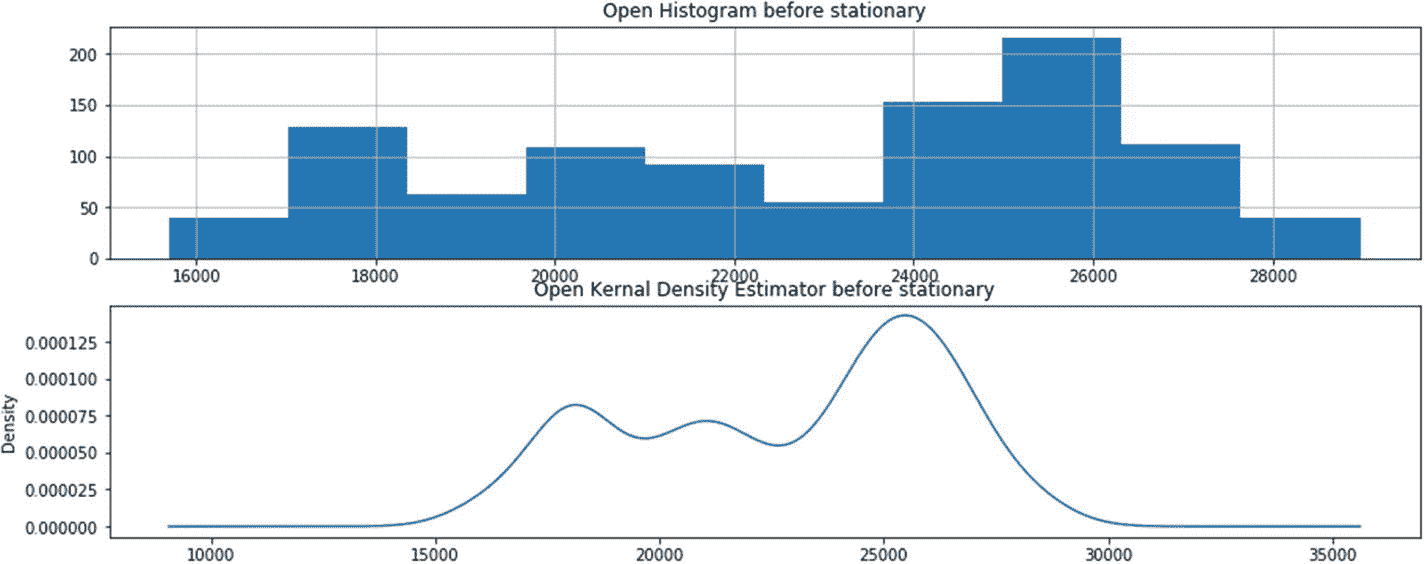 Open Histogram before stationary
200
150
100
50
0
16000 18000 20000 22000 24000 26000 28000
Open Kernal Density Estimator before stationary
Density
0.000125
0.000100
0.000075
0.000050
0.000025
0.000000
10000 15000 20000 25000 30000 35000